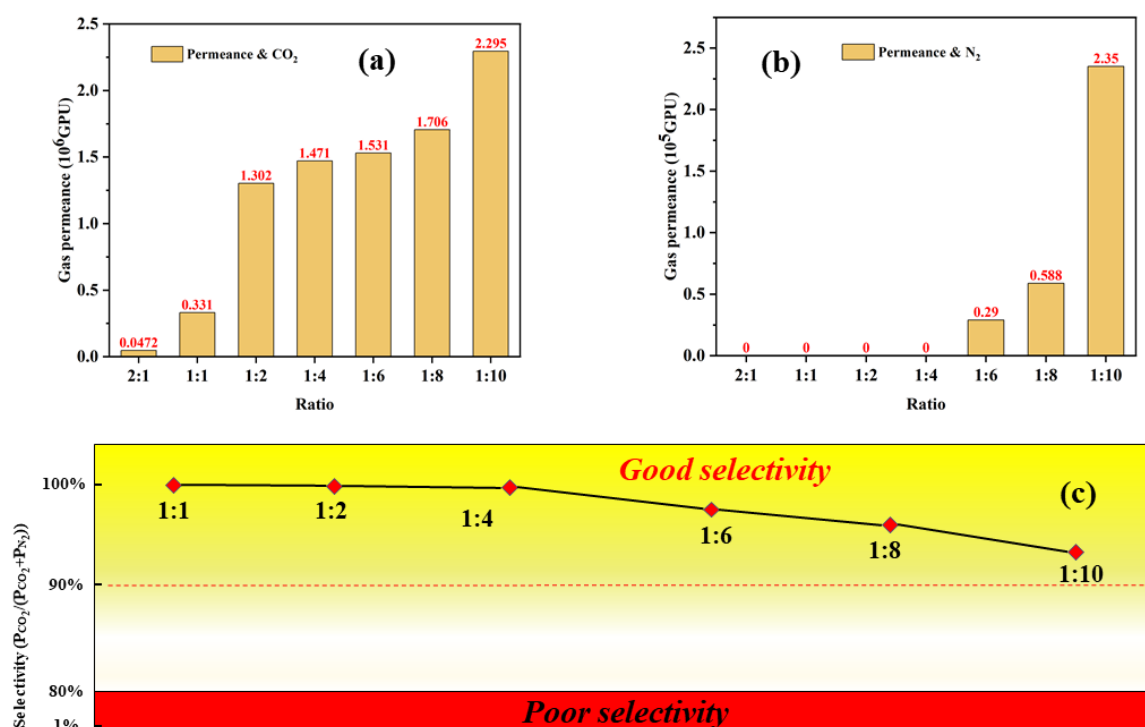 Permeance & CO₂
(a)
Gas permeance (10⁶GPU)
2.5
2.0
1.5
1.0
0.5
0.0
0.0472
0.331
1.302
1.471
1.531
1.706
2.295
2:1 1:1 1:2 1:4 1:6 1:8 1:10
Ratio
Permeance & N₂
(b)
Gas permeance (10⁵GPU)
2.5
2.0
1.5
1.0
0.5
0.0
0
0
0
0
0.29
0.588
2.35
2:1 1:1 1:2 1:4 1:6 1:8 1:10
Ratio
Good selectivity
(c)
Selectivity (Pco₂/(Pco₂+PN₂))
100%
90%
80%
1%
1:1
1:2
1:4
1:6
1:8
1:10
Poor selectivity